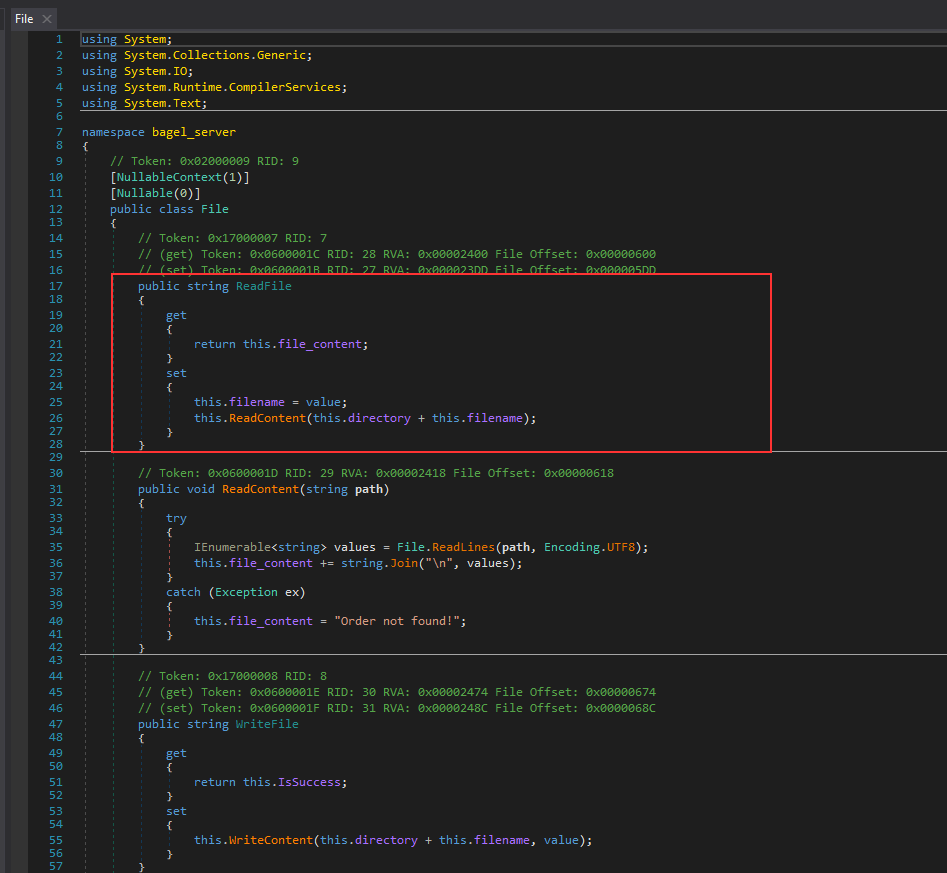 File ×
1 using System;
2 using System.Collections.Generic;
3 using System.IO;
4 using System.Runtime.CompilerServices;
5 using System.Text;
6
7 namespace bagel_server
8 {
9 // Token: 0x02000009 RID: 9
10 [NullableContext(1)]
11 [Nullable(0)]
12 public class File
13 {
14 // Token: 0x17000007 RID: 7
15 // (get) Token: 0x0600001C RID: 28 RVA: 0x00002400 File Offset: 0x00000600
16 // (set) Token: 0x0600001B RID: 27 RVA: 0x000023DD File Offset: 0x000005DD
17 public string ReadFile
18 {
19 get
20 {
21 return this.file_content;
22 }
23 set
24 {
25 this.filename = value;
26 this.ReadContent(this.directory + this.filename);
27 }
28 }
29
30 // Token: 0x0600001D RID: 29 RVA: 0x00002418 File Offset: 0x00000618
31 public void ReadContent(string path)
32 {
33 try
34 {
35 IEnumerable<string> values = File.ReadLines(path, Encoding.UTF8);
36 this.file_content += string.Join("\n", values);
37 }
38 catch (Exception ex)
39 {
40 this.file_content = "Order not found!";
41 }
42 }
43
44 // Token: 0x17000008 RID: 8
45 // (get) Token: 0x0600001E RID: 30 RVA: 0x00002474 File Offset: 0x00000674
46 // (set) Token: 0x0600001F RID: 31 RVA: 0x0000248C File Offset: 0x0000068C
47 public string WriteFile
48 {
49 get
50 {
51 return this.IsSuccess;
52 }
53 set
54 {
55 this.WriteContent(this.directory + this.filename, value);
56 }
57 }